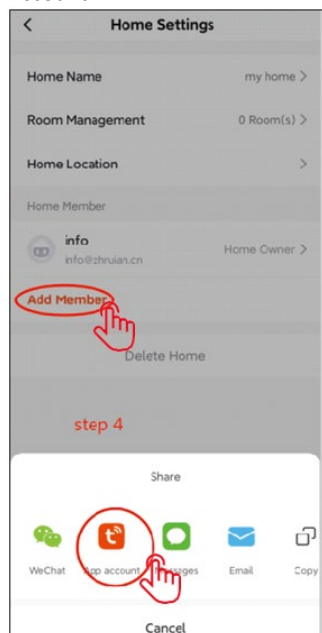 Home Settings
Home Name my home >
Room Management 0 Room(s) >
Home Location >
Home Member
info Home Owner >
info@zhruian.cn
Add Member
Delete Home
step 4
Share
WeChat App account Messages Email Copy
Cancel